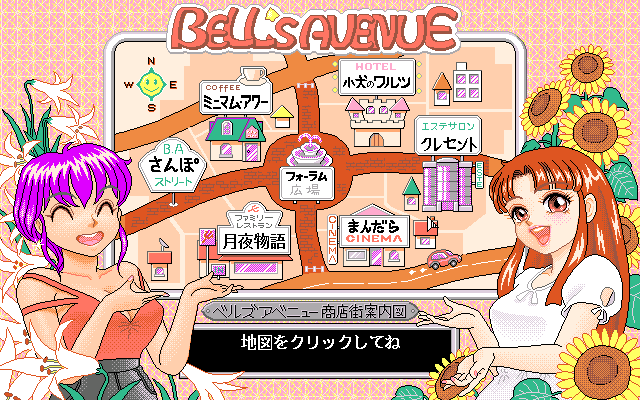 BELL'S AVENUE
N
W E
S
COFFEE
ミニマム・アワー
HOTEL
小犬のワルツ
エステサロン
クレセント
ESTE
B.A
さんぽ
ストリート
フォーラム
広場
ファミリー
レストラン
月夜物語
CINEMA
まんだら
CINEMA
ベルズアベニュー商店街案内図
地図をクリックしてね